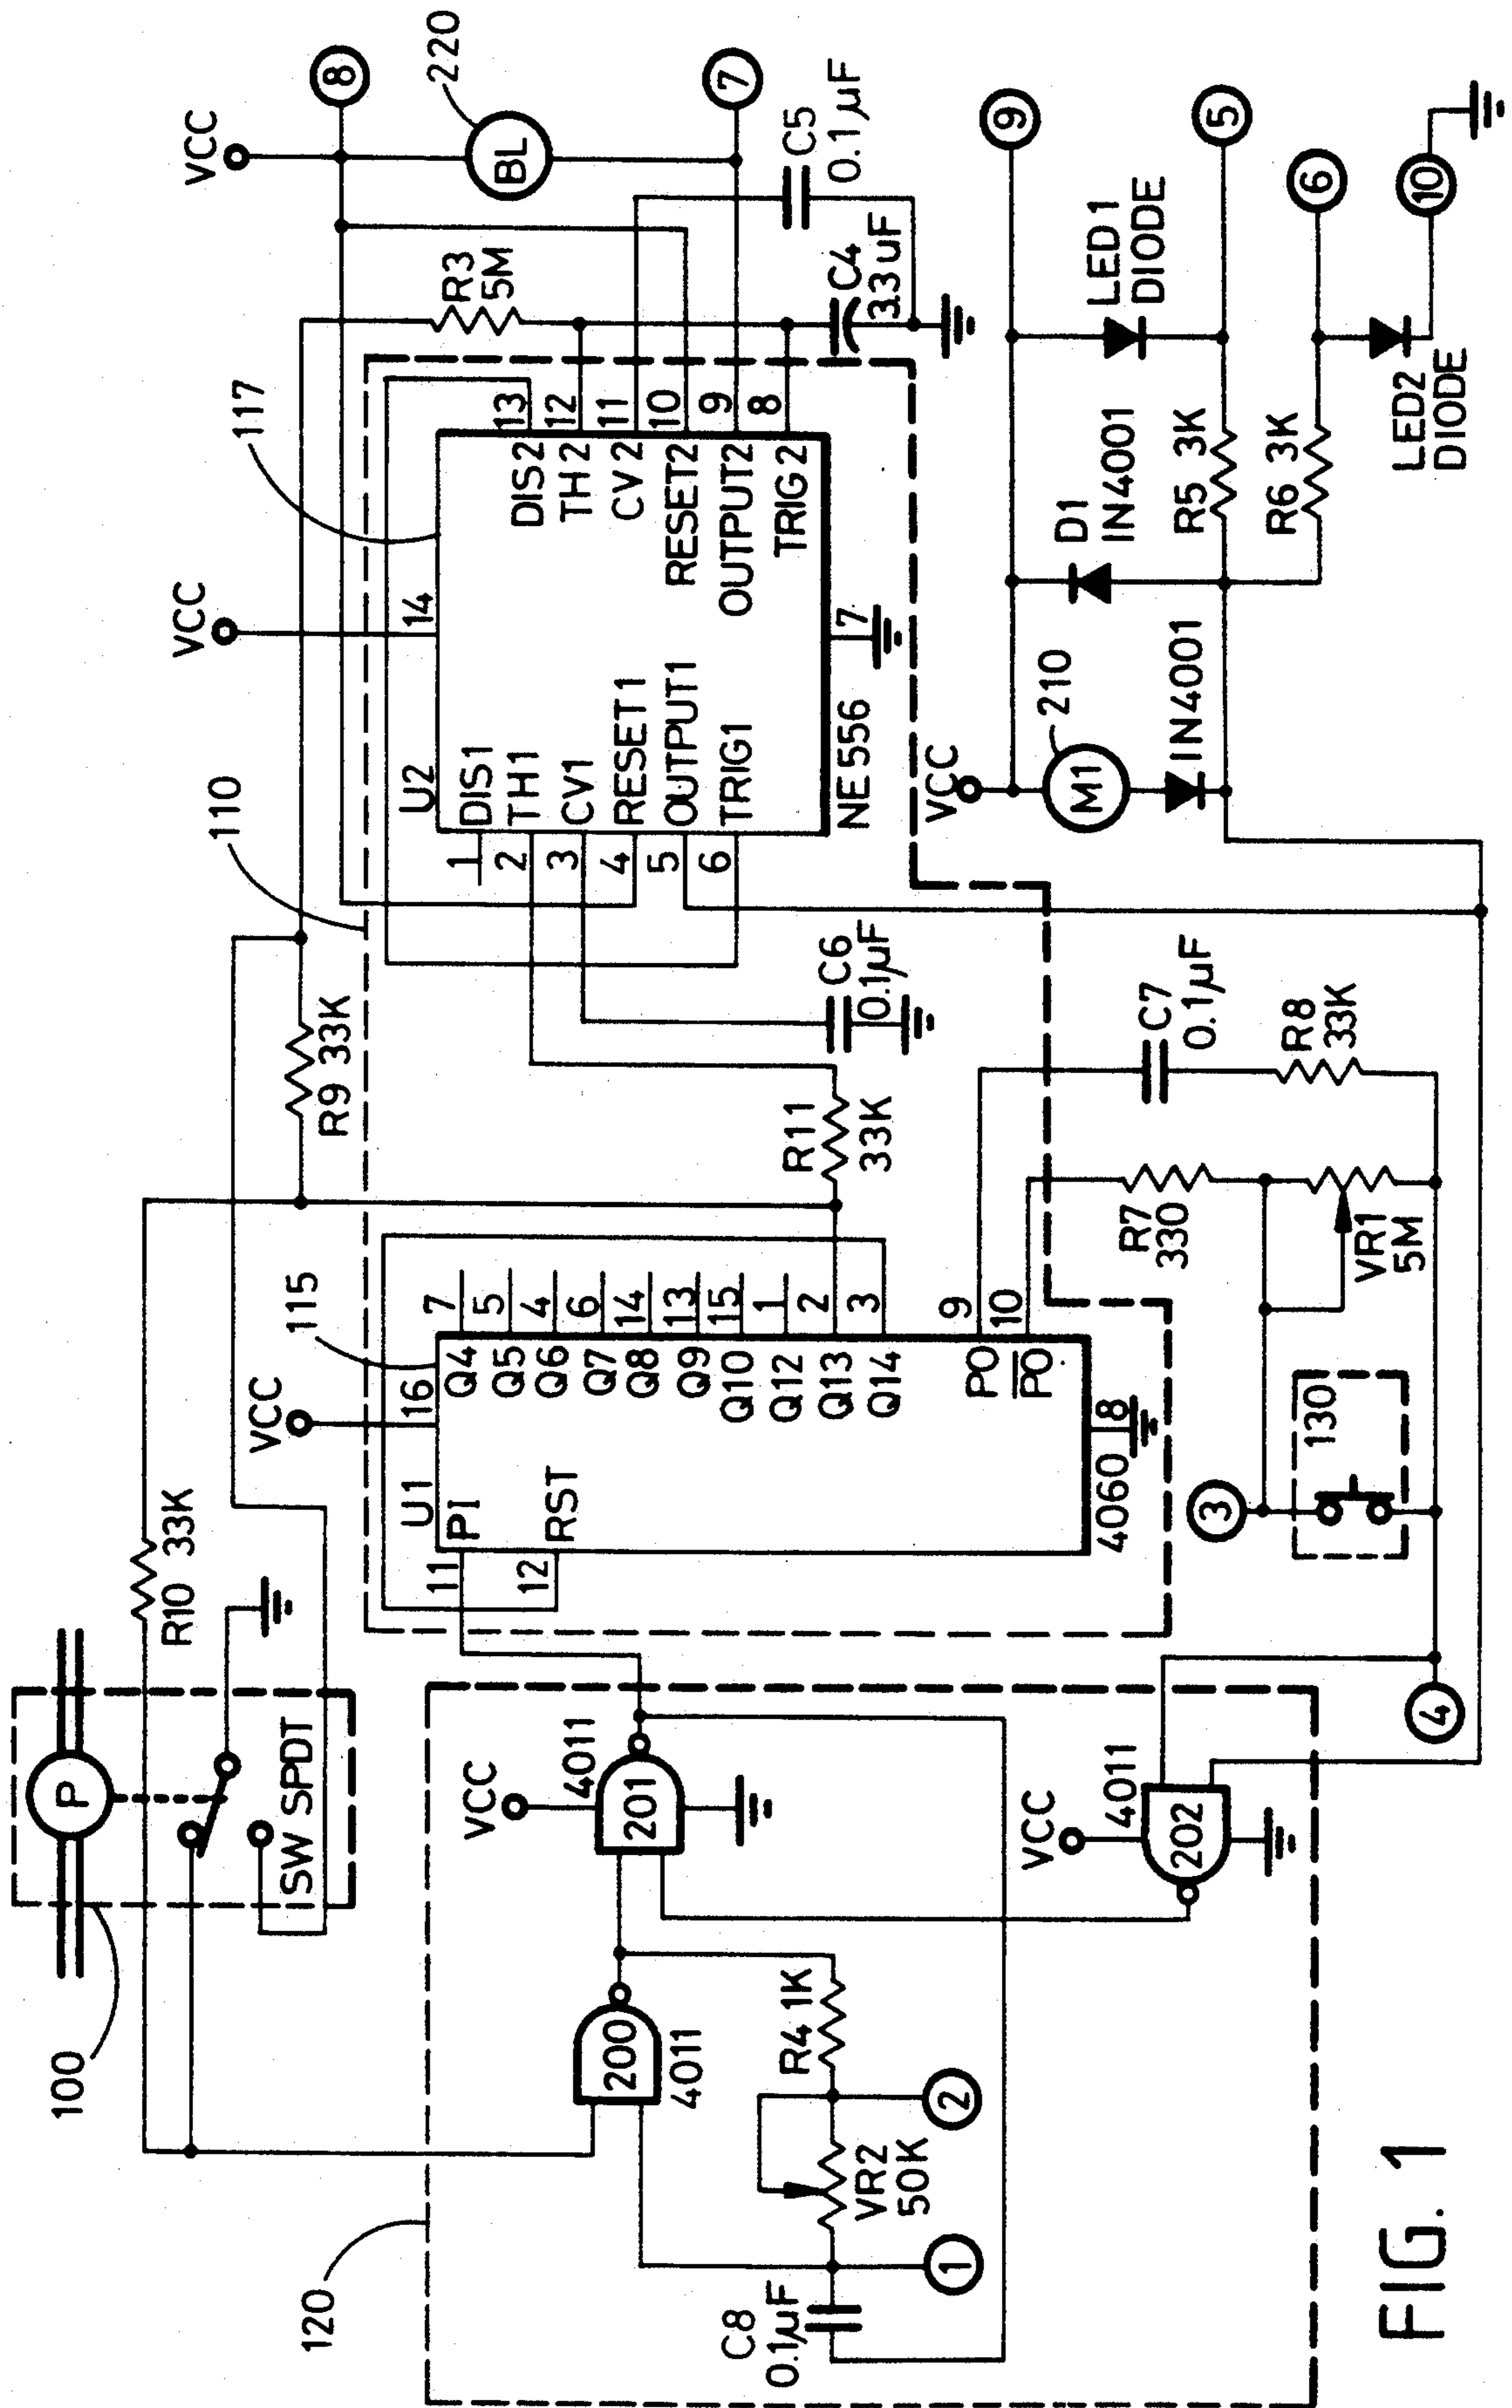 100
P
SW SPDT
R10 33K
R9 33K
110
117
VCC
8
BL
220
7
R3
5M
C5
0.1µF
C4
33uF
VCC
14
U2
DIS1
TH1
CV1
RESET1
OUTPUT1
TRIG1
1
2
3
4
5
6
DIS2
TH2
CV2
RESET2
OUTPUT2
TRIG2
13
12
11
10
9
8
7
NE556
C6
0.1µF
R11
33K
115
VCC
16
U1
PI
RST
11
12
Q4
Q5
Q6
Q7
Q8
Q9
Q10
Q12
Q13
Q14
PO
PO
7
5
4
6
14
13
15
1
2
3
9
10
8
4060
120
200
4011
VCC
4011
201
R4 1K
VR2
50K
C8
0.1µF
1
2
VCC
4011
202
3
130
4
R7
330
VR1
5M
C7
0.1µF
R8
33K
VCC
M1
210
IN4001
D1
IN4001
R5 3K
R6 3K
LED1
DIODE
LED2
DIODE
9
5
6
10
FIG. 1